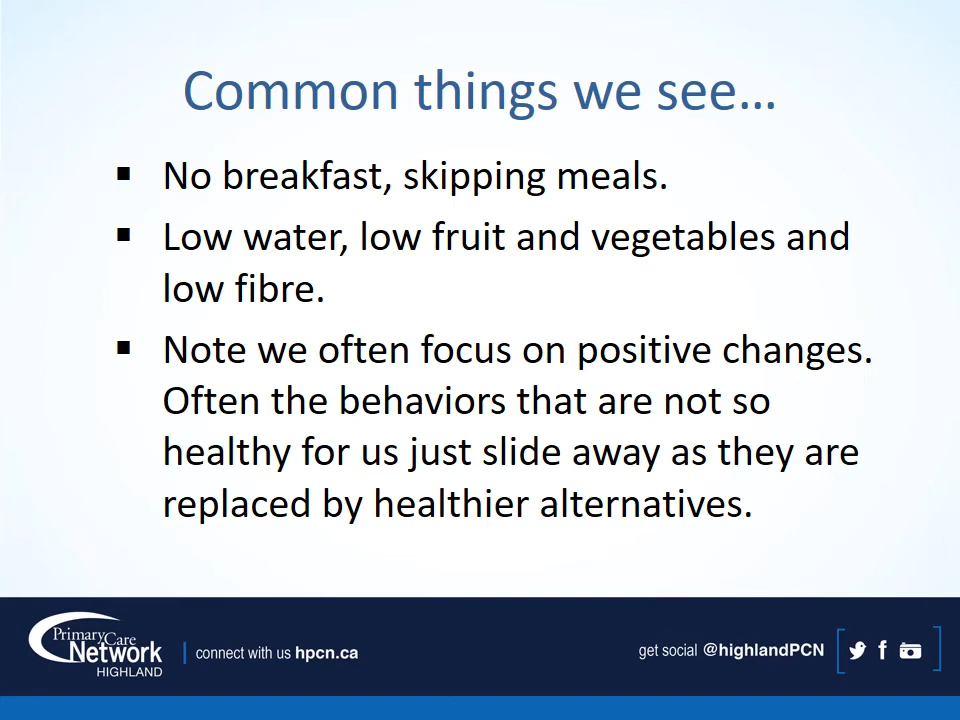 Common things we see…
▪ No breakfast, skipping meals.
▪ Low water, low fruit and vegetables and
low fibre.
▪ Note we often focus on positive changes.
Often the behaviors that are not so
healthy for us just slide away as they are
replaced by healthier alternatives.
PrimaryCare
Network
HIGHLAND
connect with us hpcn.ca
get social @highlandPCN